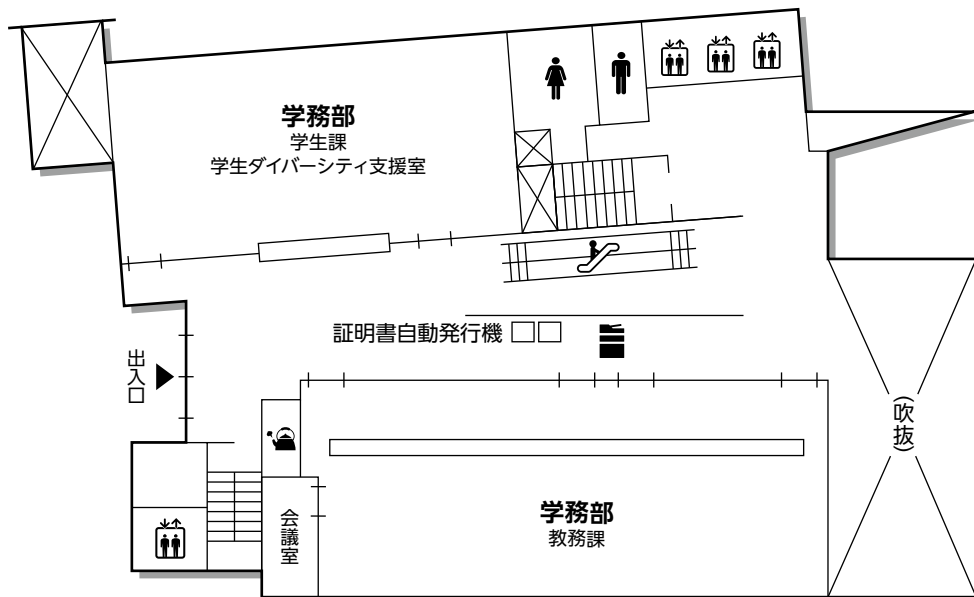 学務部
学生課
学生ダイバーシティ支援室
証明書自動発行機
出入口
(吹抜)
学務部
教務課
会議室